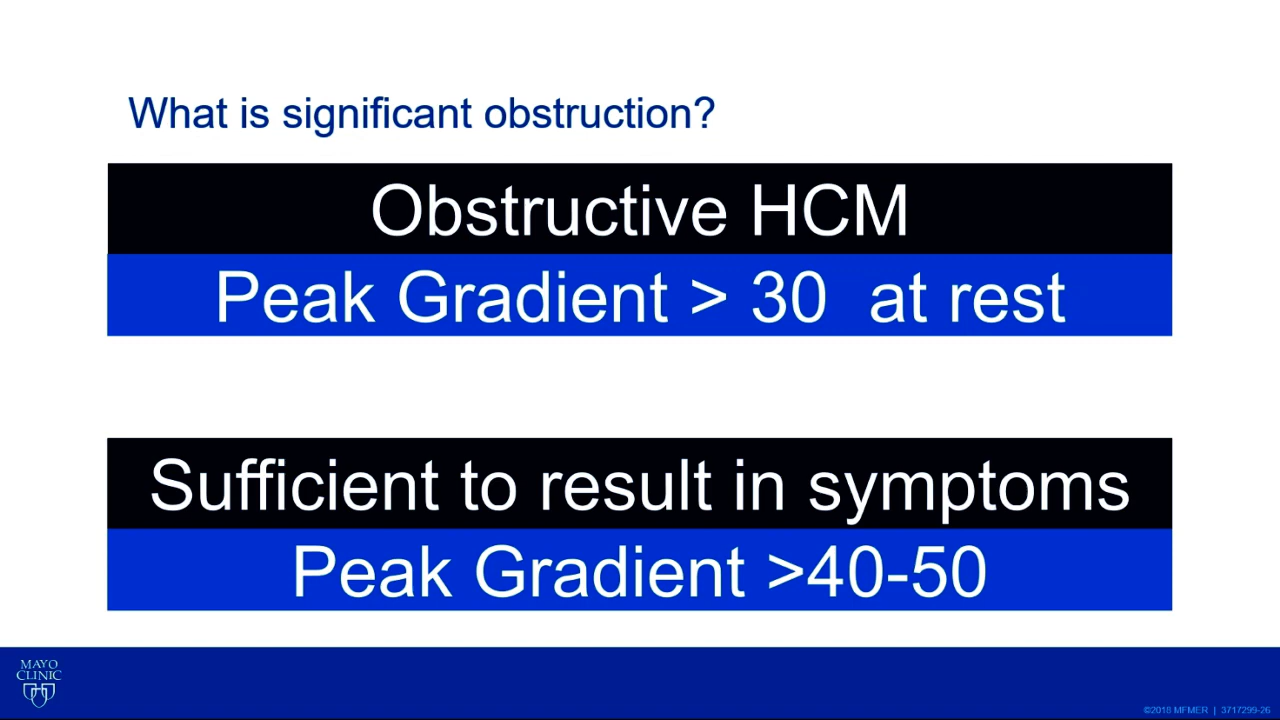 What is significant obstruction?
Obstructive HCM
Peak Gradient > 30 at rest
Sufficient to result in symptoms
Peak Gradient >40-50
MAYO
CLINIC
©2018 MFMER | 3717299-26